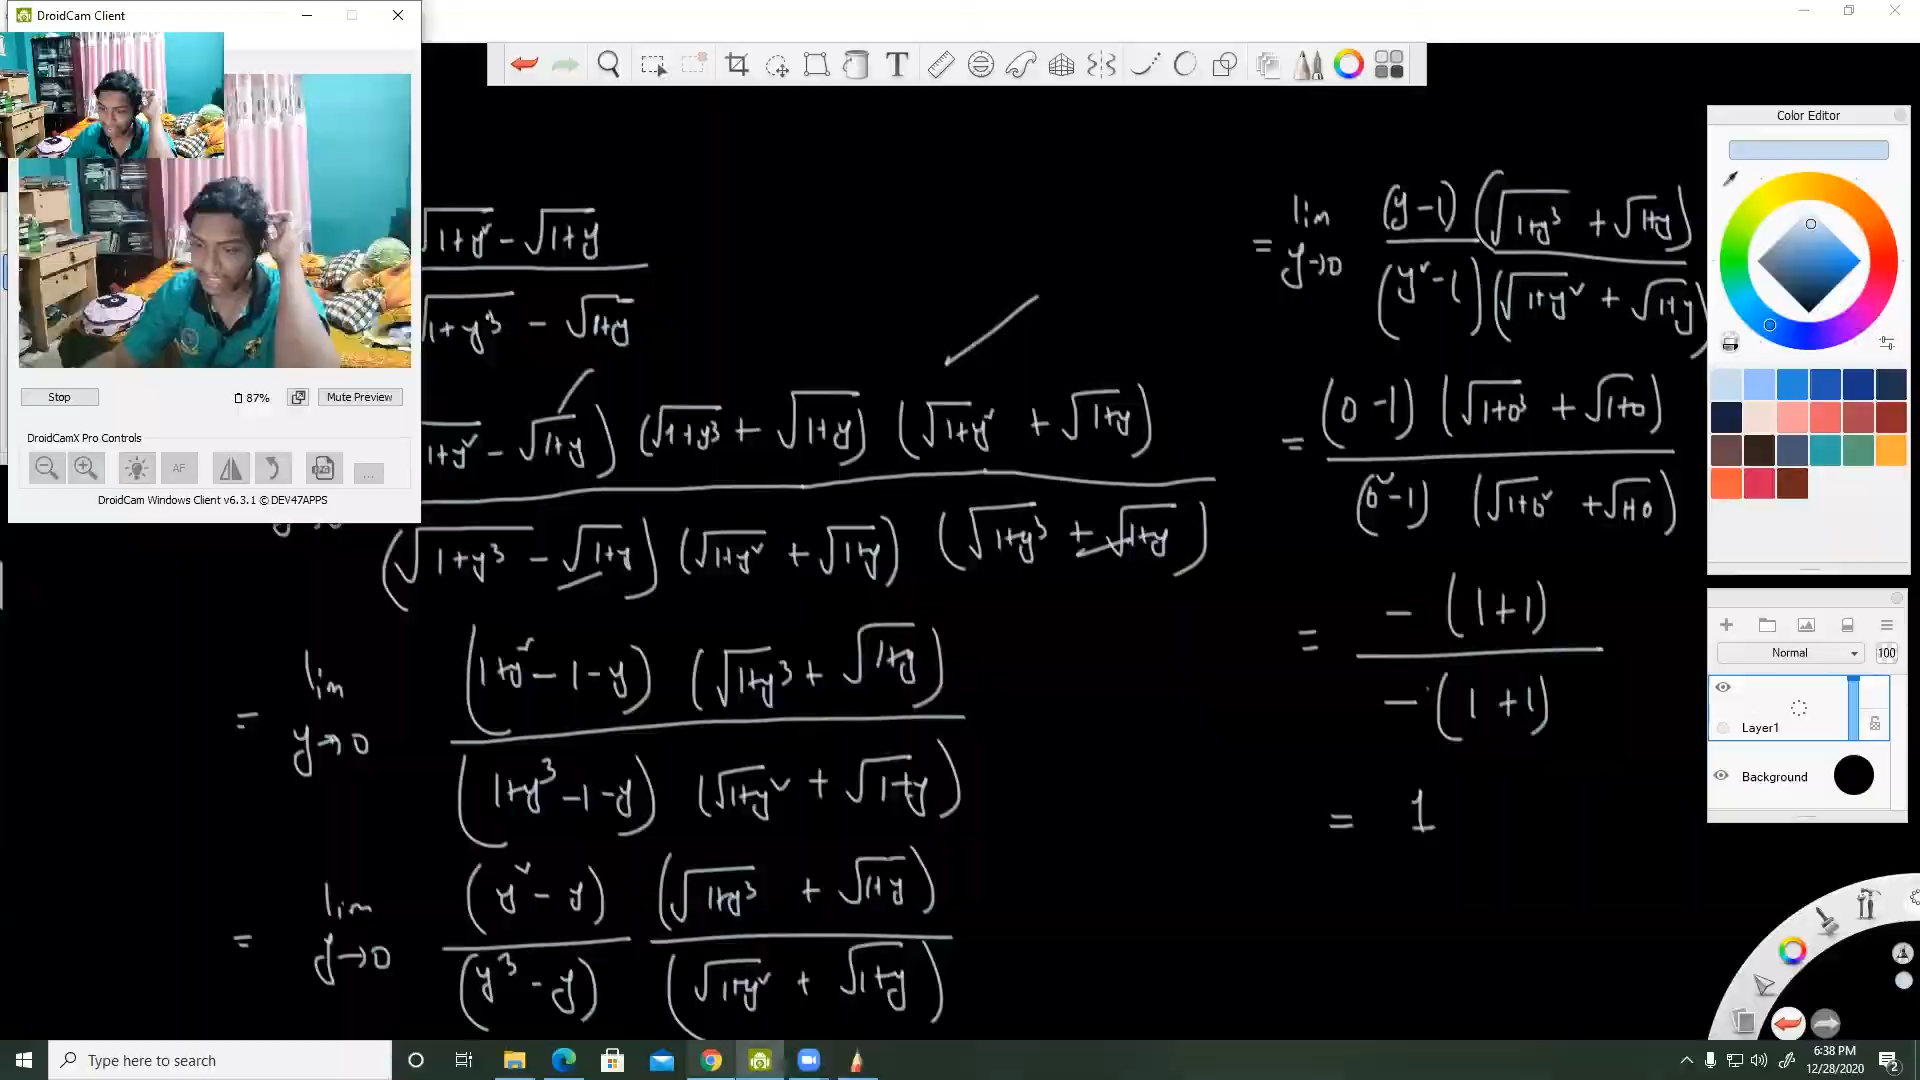 DroidCam Client
Stop
87%
Mute Preview
DroidCamX Pro Controls
AF
...
DroidCam Windows Client v6.3.1 © DEV47APPS
√1+y² - √1+y
√1+y³ - √1+y
√1+y² - √1+y) (√1+y³ + √1+y) (√1+y² + √1+y)
(√1+y³ - √1+y) (√1+y² + √1+y) (√1+y³ + √1+y)
= lim y→0
(1+y² - 1 - y) (√1+y³ + √1+y)
(1+y³ - 1 - y) (√1+y² + √1+y)
= lim y→0
(y² - y) (√1+y³ + √1+y)
(y³ - y) (√1+y² + √1+y)
= lim y→0
(y - 1) (√1+y³ + √1+y)
(y² - 1) (√1+y² + √1+y)
= (0 - 1) (√1+0³ + √1+0)
(0² - 1) (√1+0² + √1+0)
= - (1+1)
- (1+1)
= 1
T
Color Editor
Normal
100
Layer1
Background
Type here to search
6:38 PM
12/28/2020
2